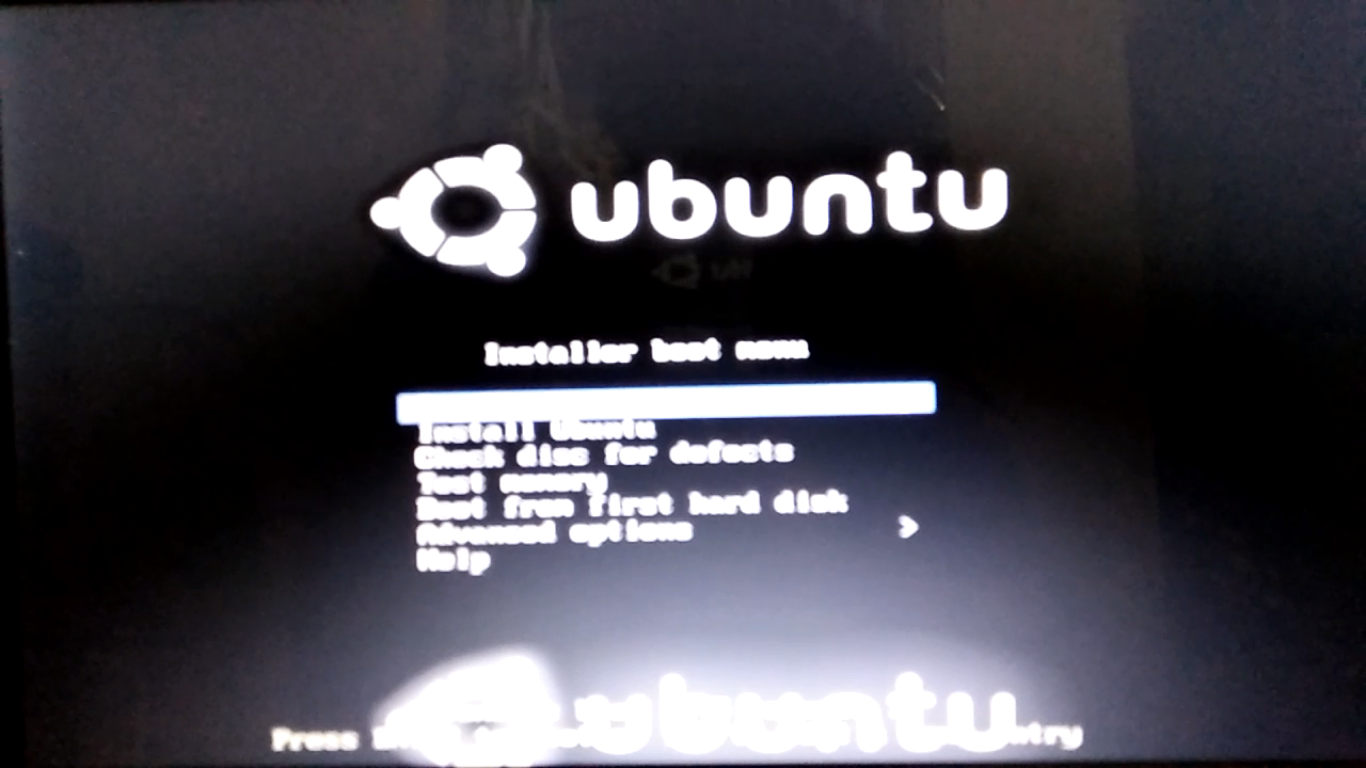 ubuntu
Installer boot menu
Install Ubuntu
Check disc for defects
Test memory
Boot from first hard disk
Advanced options >
Help
ubuntu
Press